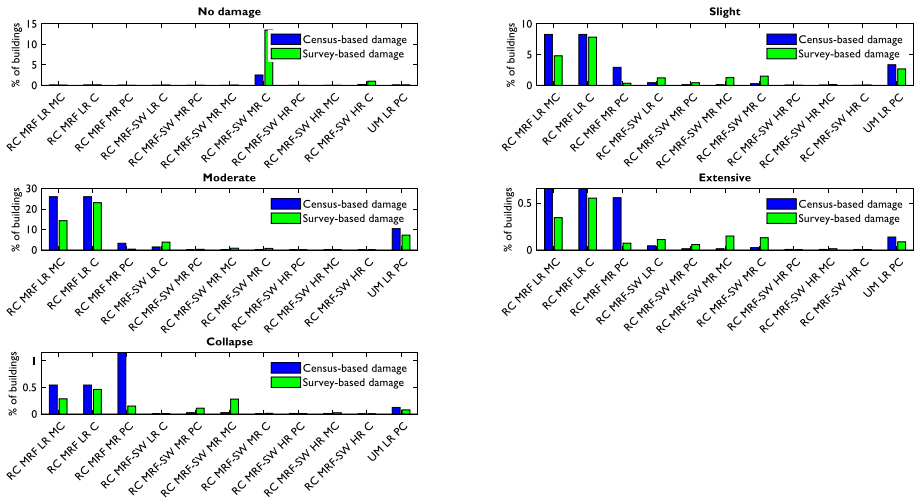 No damage
% of buildings
15
10
5
0
Census-based damage
Survey-based damage
RC MRF LR MC
RC MRF LR C
RC MRF MR PC
RC MRF-SW LR C
RC MRF-SW MR PC
RC MRF-SW MR MC
RC MRF-SW MR C
RC MRF-SW HR PC
RC MRF-SW HR MC
RC MRF-SW HR C
UM LR PC
Slight
% of buildings
10
5
0
Census-based damage
Survey-based damage
RC MRF LR MC
RC MRF LR C
RC MRF MR PC
RC MRF-SW LR C
RC MRF-SW MR PC
RC MRF-SW MR MC
RC MRF-SW MR C
RC MRF-SW HR PC
RC MRF-SW HR MC
RC MRF-SW HR C
UM LR PC
Moderate
% of buildings
30
20
10
0
Census-based damage
Survey-based damage
RC MRF LR MC
RC MRF LR C
RC MRF MR PC
RC MRF-SW LR C
RC MRF-SW MR PC
RC MRF-SW MR MC
RC MRF-SW MR C
RC MRF-SW HR PC
RC MRF-SW HR MC
RC MRF-SW HR C
UM LR PC
Extensive
% of buildings
0.5
0
Census-based damage
Survey-based damage
RC MRF LR MC
RC MRF LR C
RC MRF MR PC
RC MRF-SW LR C
RC MRF-SW MR PC
RC MRF-SW MR MC
RC MRF-SW MR C
RC MRF-SW HR PC
RC MRF-SW HR MC
RC MRF-SW HR C
UM LR PC
Collapse
% of buildings
1
0.5
0
Census-based damage
Survey-based damage
RC MRF LR MC
RC MRF LR C
RC MRF MR PC
RC MRF-SW LR C
RC MRF-SW MR PC
RC MRF-SW MR MC
RC MRF-SW MR C
RC MRF-SW HR PC
RC MRF-SW HR MC
RC MRF-SW HR C
UM LR PC